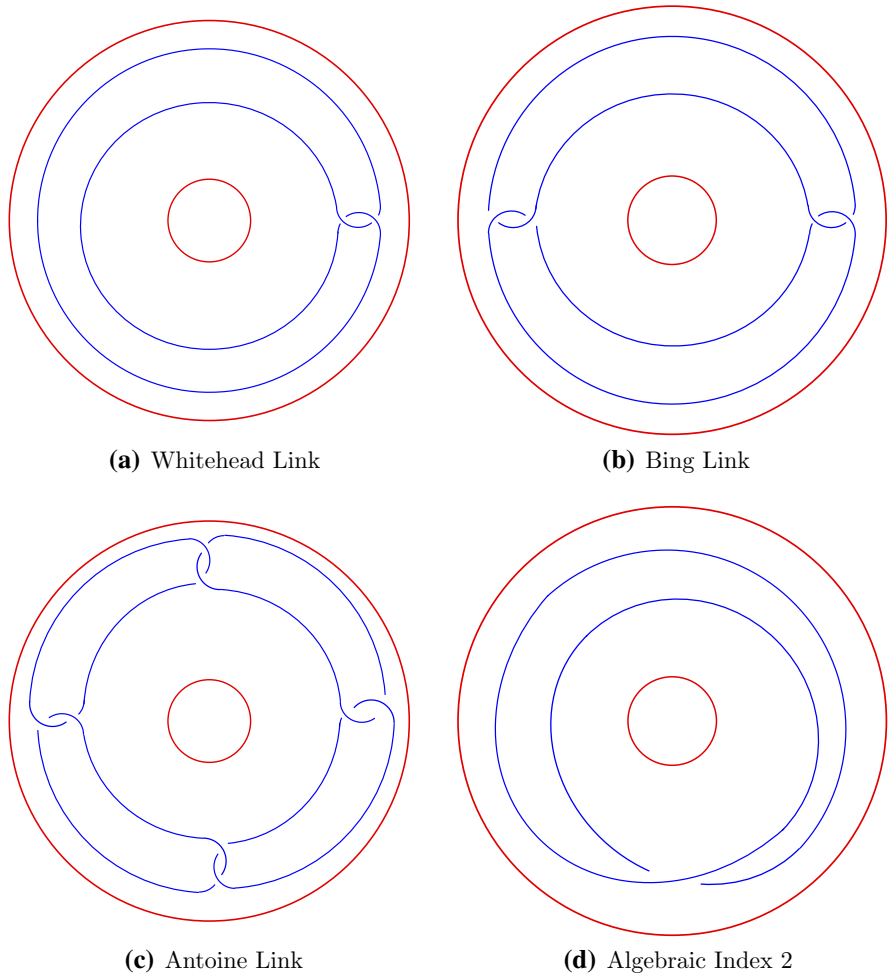 (a) Whitehead Link
(b) Bing Link
(c) Antoine Link
(d) Algebraic Index 2